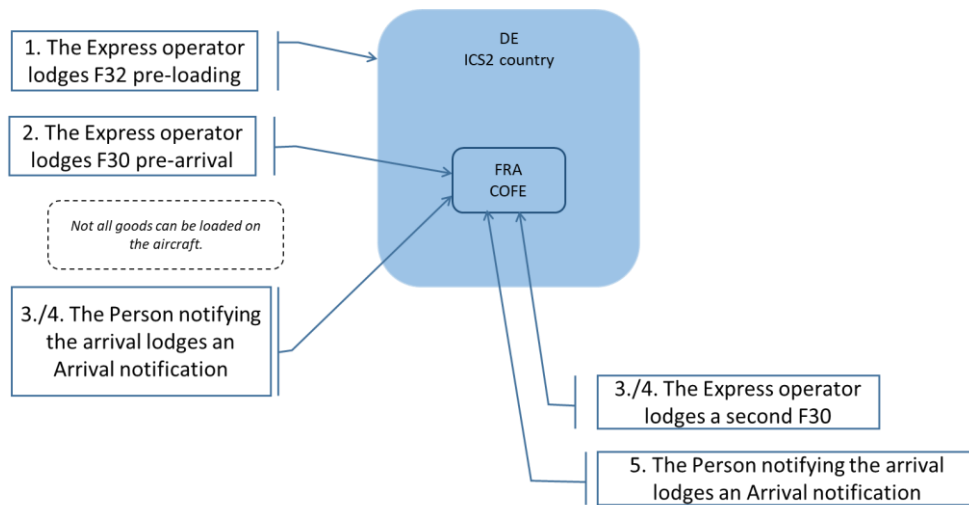 1. The Express operator
lodges F32 pre-loading
DE
ICS2 country
2. The Express operator
lodges F30 pre-arrival
FRA
COFE
Not all goods can be loaded on
the aircraft.
3./4. The Person notifying
the arrival lodges an
Arrival notification
3./4. The Express operator
lodges a second F30
5. The Person notifying the arrival
lodges an Arrival notification